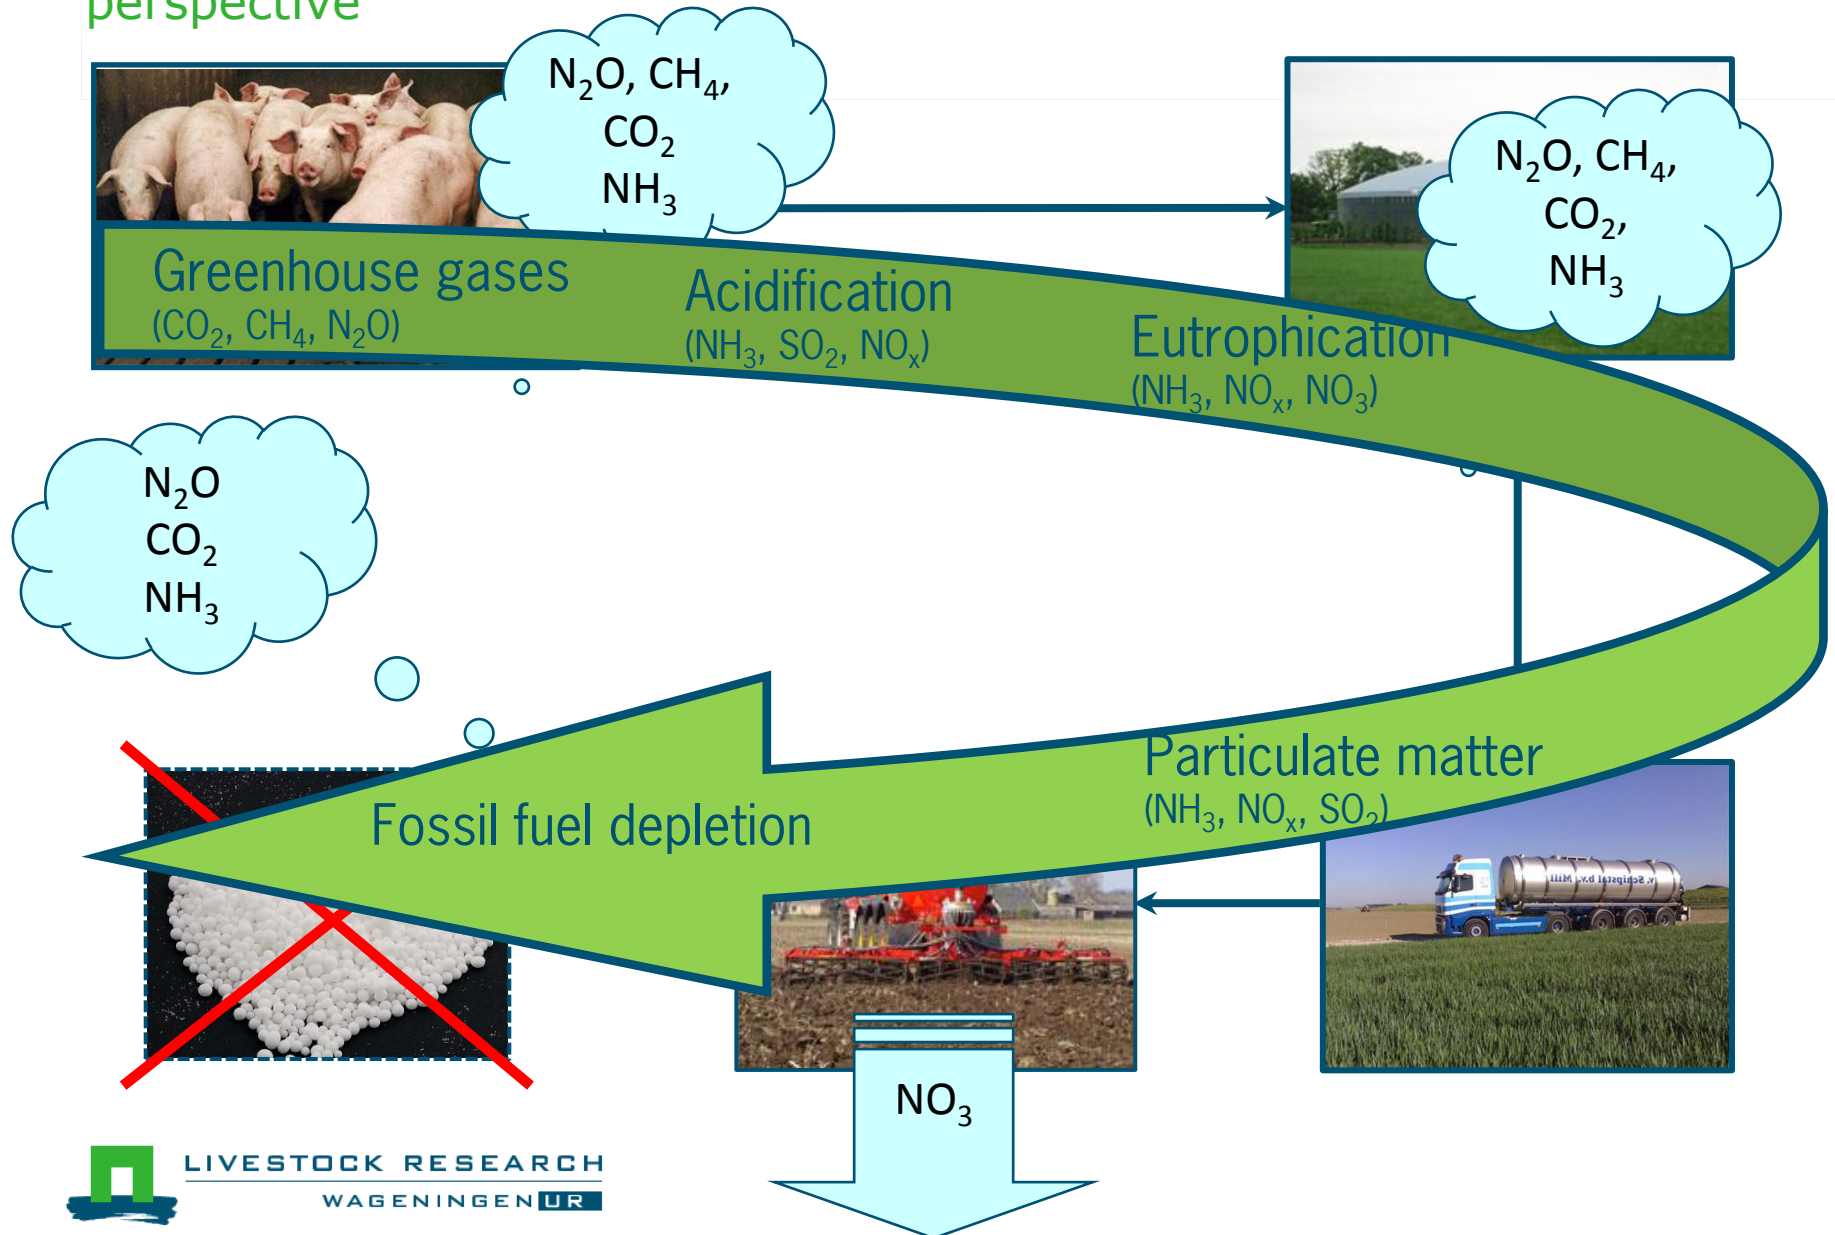 perspective
N₂O, CH₄,
CO₂
NH₃
N₂O, CH₄,
CO₂,
NH₃
Greenhouse gases
(CO₂, CH₄, N₂O)
Acidification
(NH₃, SO₂, NOₓ)
Eutrophication
(NH₃, NOₓ, NO₃)
N₂O
CO₂
NH₃
Particulate matter
(NH₃, NOₓ, SO₂)
Fossil fuel depletion
v. Schipstal b.v. Mill
NO₃
LIVESTOCK RESEARCH
WAGENINGEN UR